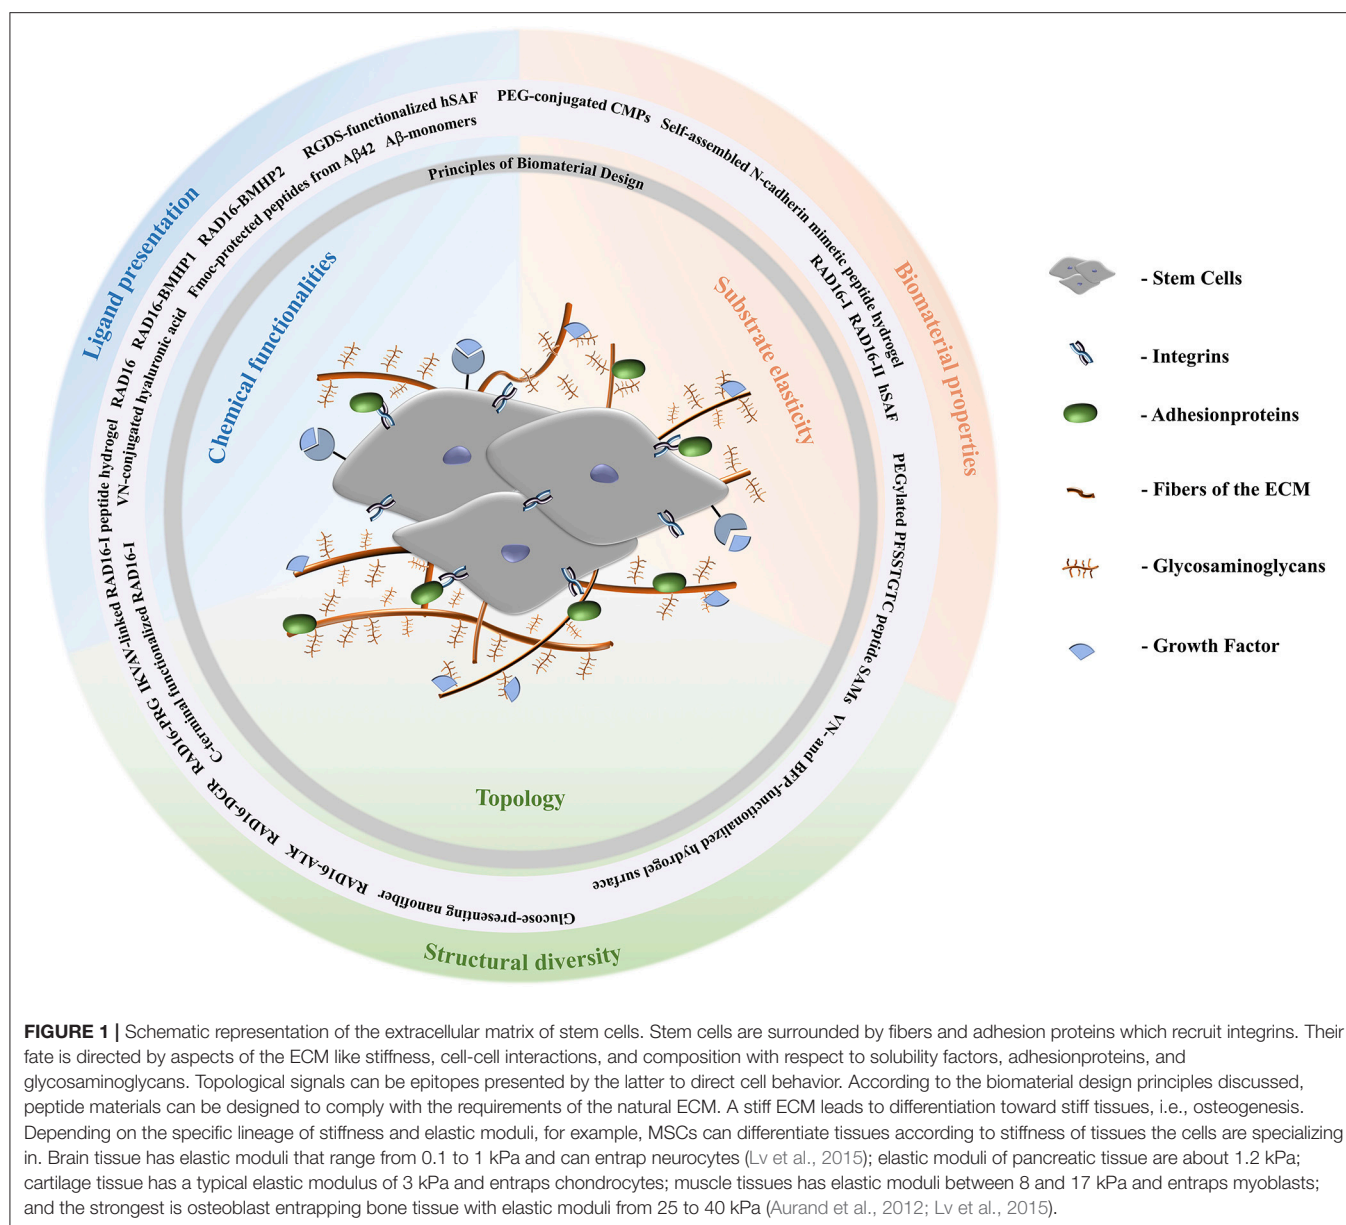 Ligand presentation
Biomaterial properties
Structural diversity
RGDS-functionalized hSAF
PEG-conjugated CMPs
Self-assembled N-cadherin mimetic peptide hydrogel
RAD16-I RAD16-II hSAF
PEGylated PFSSTGTC peptide SAMs
VN- and BFP-functionalized hydrogel surface
Glucose-presenting nanofiber
RAD16-ALK
RAD16-DGR
RAD16-PRG
C-terminal functionalized RAD16-I
IKVAV-linked RAD16-I peptide hydrogel
VN-conjugated hyaluronic acid
RAD16
RAD16-BMHP1
RAD16-BMHP2
Fmoc-protected peptides from Aβ42
Aβ-monomers
Principles of Biomaterial Design
Chemical functionalities
Substrate elasticity
Topology
- Stem Cells
- Integrins
- Adhesionproteins
- Fibers of the ECM
- Glycosaminoglycans
- Growth Factor
FIGURE 1 | Schematic representation of the extracellular matrix of stem cells. Stem cells are surrounded by fibers and adhesion proteins which recruit integrins. Their
fate is directed by aspects of the ECM like stiffness, cell-cell interactions, and composition with respect to solubility factors, adhesionproteins, and
glycosaminoglycans. Topological signals can be epitopes presented by the latter to direct cell behavior. According to the biomaterial design principles discussed,
peptide materials can be designed to comply with the requirements of the natural ECM. A stiff ECM leads to differentiation toward stiff tissues, i.e., osteogenesis.
Depending on the specific lineage of stiffness and elastic moduli, for example, MSCs can differentiate tissues according to stiffness of tissues the cells are specializing
in. Brain tissue has elastic moduli that range from 0.1 to 1 kPa and can entrap neurocytes (Lv et al., 2015); elastic moduli of pancreatic tissue are about 1.2 kPa;
cartilage tissue has a typical elastic modulus of 3 kPa and entraps chondrocytes; muscle tissues has elastic moduli between 8 and 17 kPa and entraps myoblasts;
and the strongest is osteoblast entrapping bone tissue with elastic moduli from 25 to 40 kPa (Aurand et al., 2012; Lv et al., 2015).